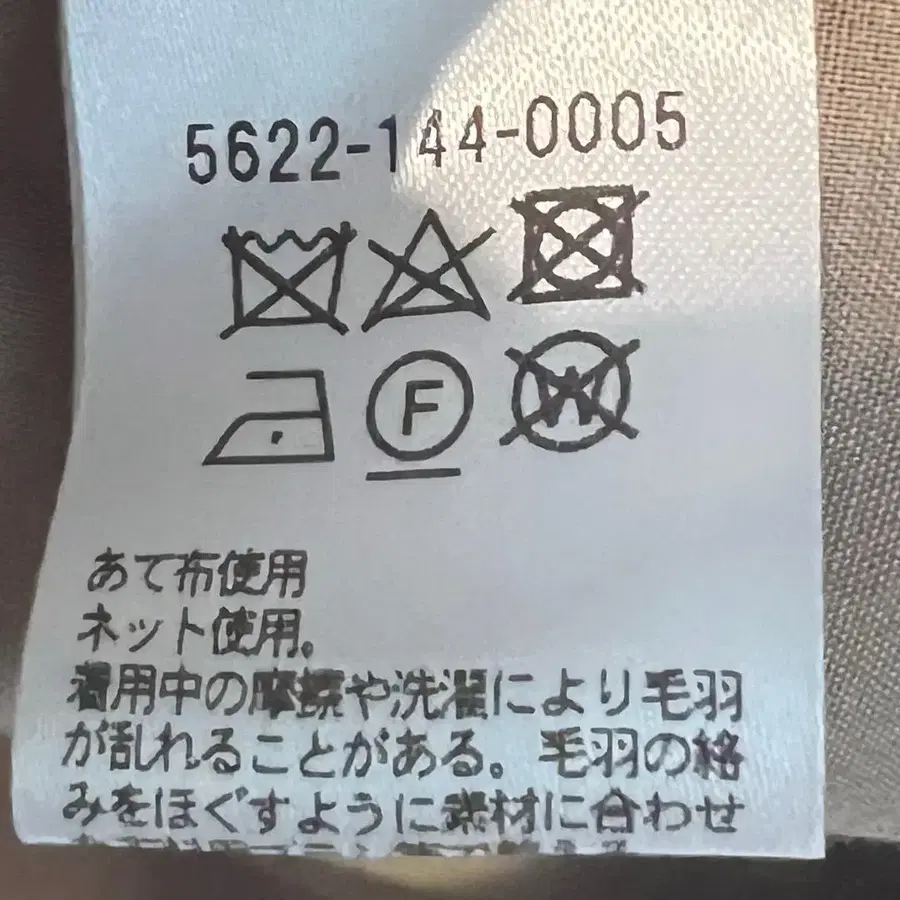 5622-144-0005
F
W
あて布使用
ネット使用。
着用中の摩擦や洗濯により毛羽
が乱れることがある。毛羽の絡
みをほぐすように素材に合わせ